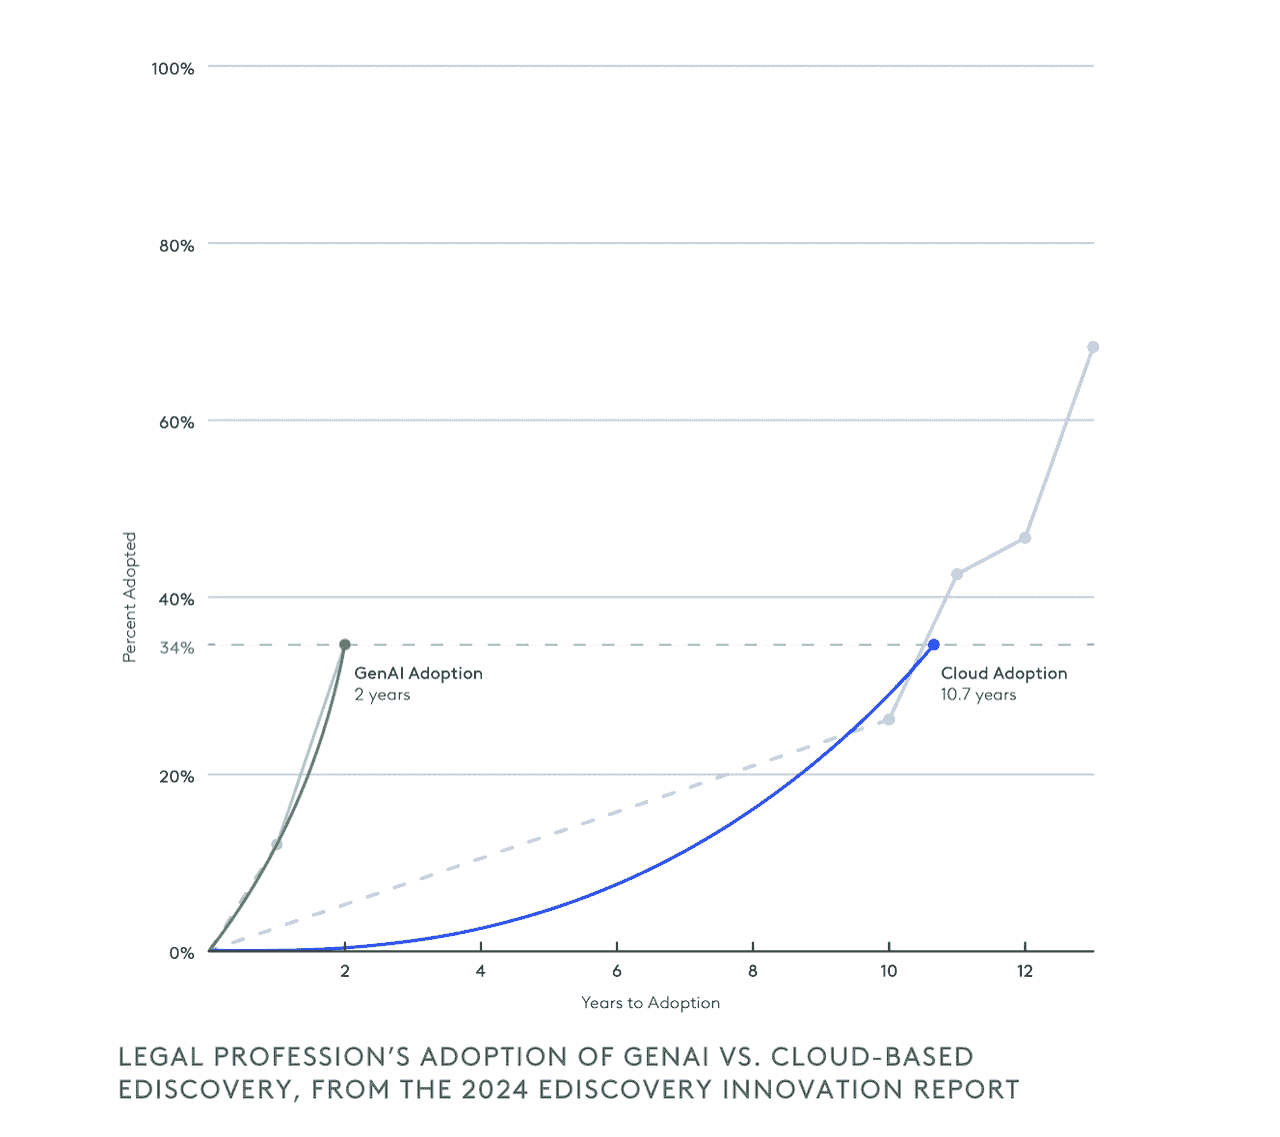 100%
80%
60%
Percent Adopted
40%
34%
GenAI Adoption
2 years
Cloud Adoption
10.7 years
20%
0%
2
4
6
8
10
12
Years to Adoption
LEGAL PROFESSION’S ADOPTION OF GENAI VS. CLOUD-BASED
EDISCOVERY, FROM THE 2024 EDISCOVERY INNOVATION REPORT